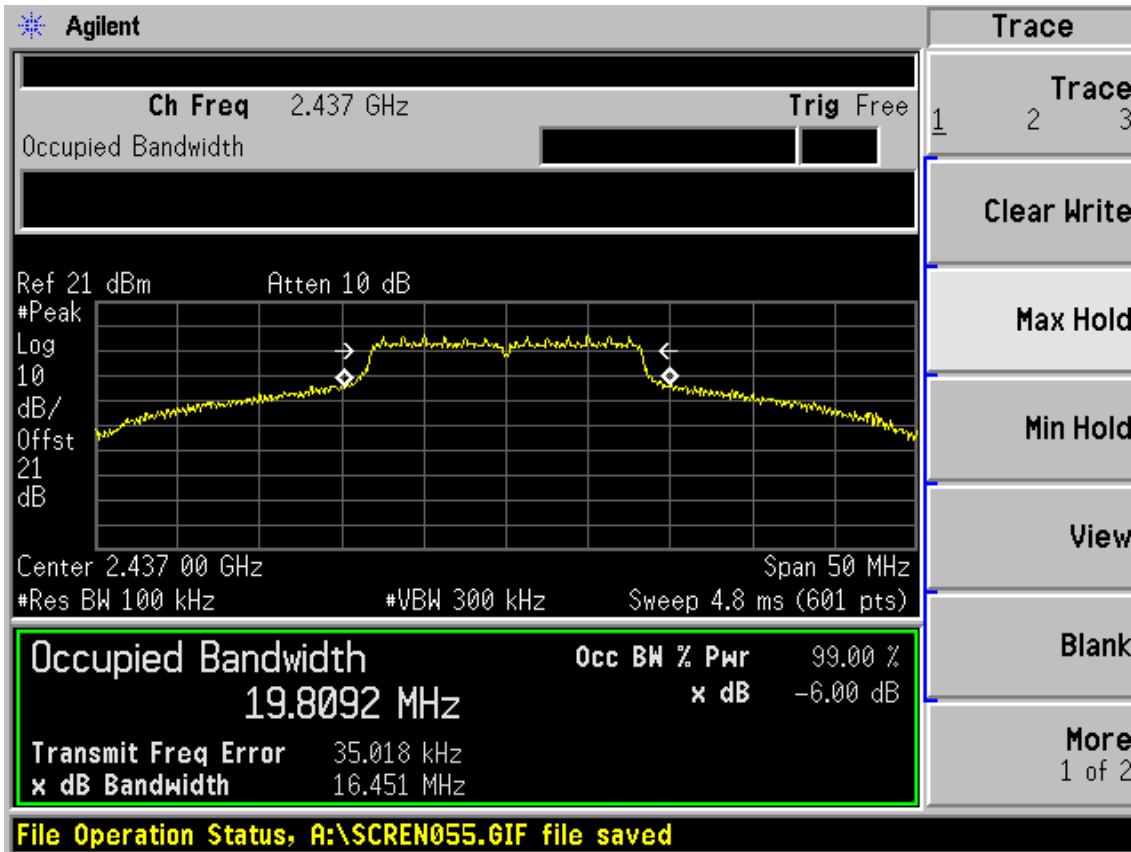 Agilent
Trace
Ch Freq 2.437 GHz Trig Free
Occupied Bandwidth
Trace
1 2 3
Clear Write
Max Hold
Min Hold
View
Blank
More
1 of 2
Ref 21 dBm Atten 10 dB
#Peak
Log
10
dB/
Offst
21
dB
Center 2.437 00 GHz Span 50 MHz
#Res BW 100 kHz #VBW 300 kHz Sweep 4.8 ms (601 pts)
Occupied Bandwidth
19.8092 MHz
Occ BW % Pwr 99.00 %
x dB -6.00 dB
Transmit Freq Error 35.018 kHz
x dB Bandwidth 16.451 MHz
File Operation Status, A:\SCREN055.GIF file saved